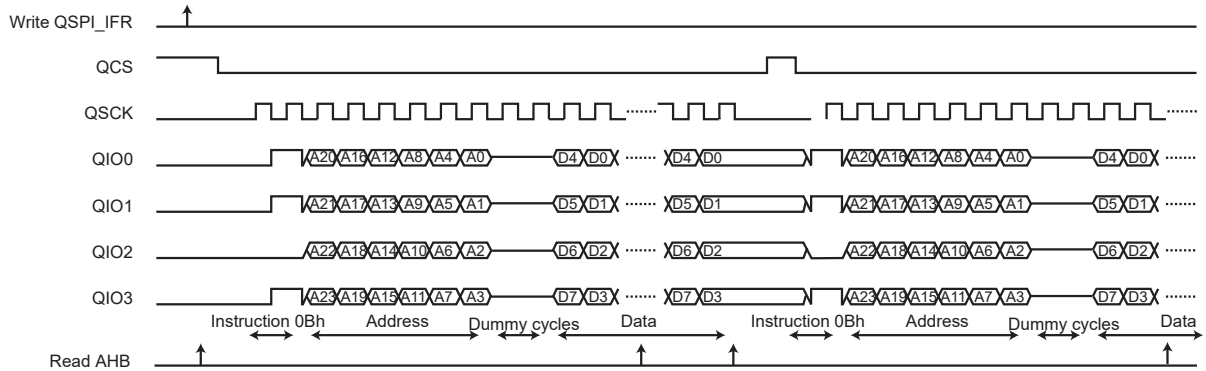 Write QSPI_IFR
QCS
QSCK
QIO0 A20 A16 A12 A8 A4 A0 D4 D0 D4 D0 A20 A16 A12 A8 A4 A0 D4 D0
QIO1 A21 A17 A13 A9 A5 A1 D5 D1 D5 D1 A21 A17 A13 A9 A5 A1 D5 D1
QIO2 A22 A18 A14 A10 A6 A2 D6 D2 D6 D2 A22 A18 A14 A10 A6 A2 D6 D2
QIO3 A23 A19 A15 A11 A7 A3 D7 D3 D7 D3 A23 A19 A15 A11 A7 A3 D7 D3
Instruction 0Bh Address Dummy cycles Data Instruction 0Bh Address Dummy cycles Data
Read AHB